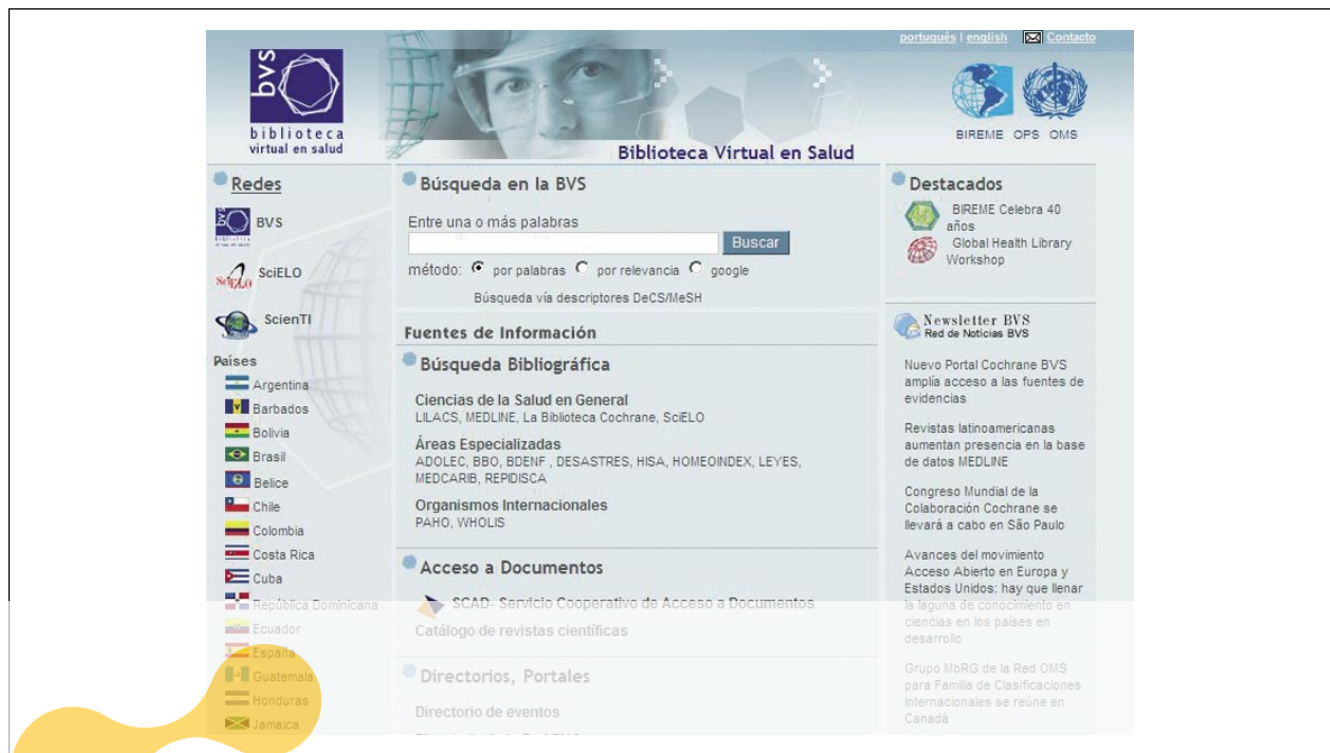 português | english Contacto
bvs
biblioteca
virtual en salud
Biblioteca Virtual en Salud
BIREME OPS OMS
Redes
BVS
SciELO
SciELO
ScienTI
Países
Argentina
Barbados
Bolivia
Brasil
Belice
Chile
Colombia
Costa Rica
Cuba
República Dominicana
Ecuador
España
Guatemala
Honduras
Jamaica
Búsqueda en la BVS
Entre una o más palabras
Buscar
método: por palabras por relevancia google
Búsqueda vía descriptores DeCS/MeSH
Fuentes de Información
Búsqueda Bibliográfica
Ciencias de la Salud en General
LILACS, MEDLINE, La Biblioteca Cochrane, SciELO
Áreas Especializadas
ADOLEC, BBO, BDENF , DESASTRES, HISA, HOMEOINDEX, LEYES,
MEDCARIB, REPIDISCA
Organismos Internacionales
PAHO, WHOLIS
Acceso a Documentos
SCAD- Servicio Cooperativo de Acceso a Documentos
Catálogo de revistas científicas
Directorios, Portales
Directorio de eventos
Destacados
BIREME Celebra 40
años
Global Health Library
Workshop
Newsletter BVS
Red de Noticias BVS
Nuevo Portal Cochrane BVS
amplía acceso a las fuentes de
evidencias
Revistas latinoamericanas
aumentan presencia en la base
de datos MEDLINE
Congreso Mundial de la
Colaboración Cochrane se
llevará a cabo en São Paulo
Avances del movimiento
Acceso Abierto en Europa y
Estados Unidos: hay que llenar
la laguna de conocimiento en
ciencias en los países en
desarrollo
Grupo MbRG de la Red OMS
para Familia de Clasificaciones
Internacionales se reúne en
Canadá